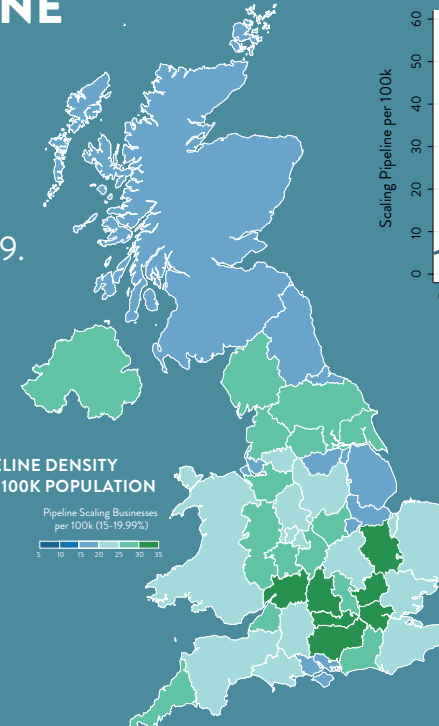 NE
9.
ELINE DENSITY
100K POPULATION
Pipeline Scaling Businesses
per 100k (15-19.99%)
5 10 15 20 25 30 35
Scaling Pipeline per 100k
60
50
40
30
20
10
0